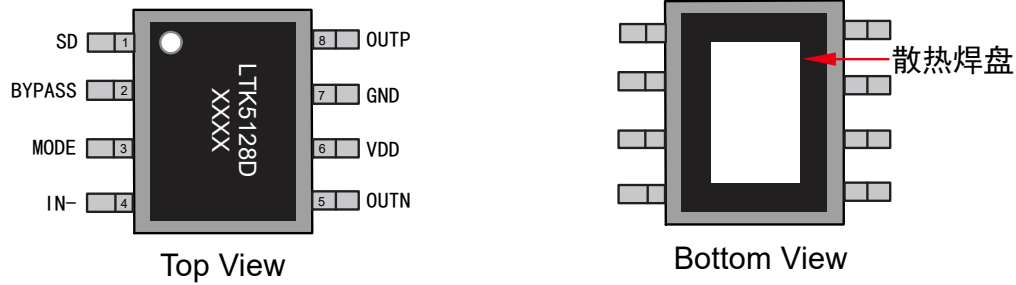 SD 1
BYPASS 2
MODE 3
IN- 4
LTK5128D
XXXX
8 OUTP
7 GND
6 VDD
5 OUTN
Top View
散热焊盘
Bottom View